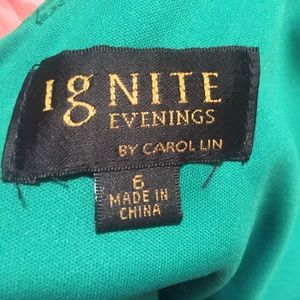 IgNITE
EVENINGS
BY CAROL LIN
6
MADE IN
CHINA